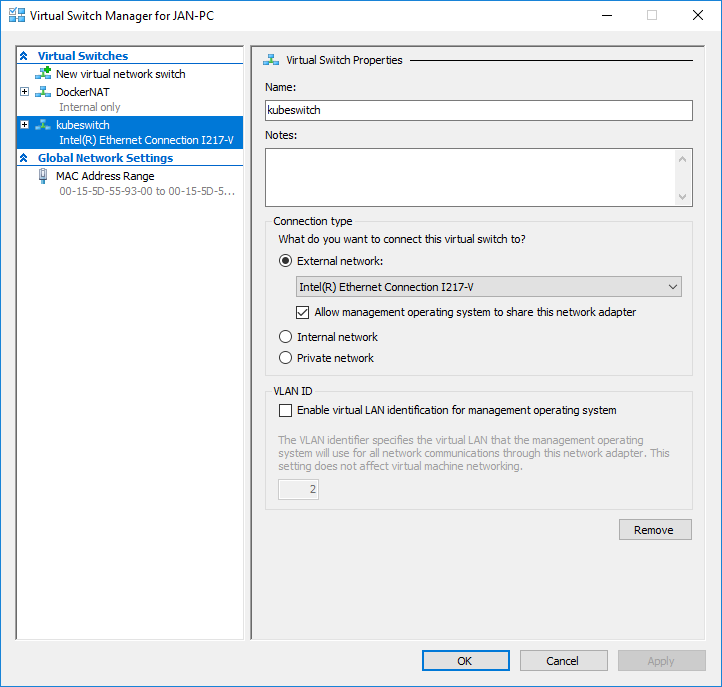 Virtual Switch Manager for JAN-PC
Virtual Switches
New virtual network switch
DockerNAT
Internal only
kubeswitch
Intel(R) Ethernet Connection I217-V
Global Network Settings
MAC Address Range
00-15-5D-55-93-00 to 00-15-5D-5...
Virtual Switch Properties
Name:
kubeswitch
Notes:
Connection type
What do you want to connect this virtual switch to?
External network:
Intel(R) Ethernet Connection I217-V
Allow management operating system to share this network adapter
Internal network
Private network
VLAN ID
Enable virtual LAN identification for management operating system
The VLAN identifier specifies the virtual LAN that the management operating
system will use for all network communications through this network adapter. This
setting does not affect virtual machine networking.
2
Remove
OK
Cancel
Apply